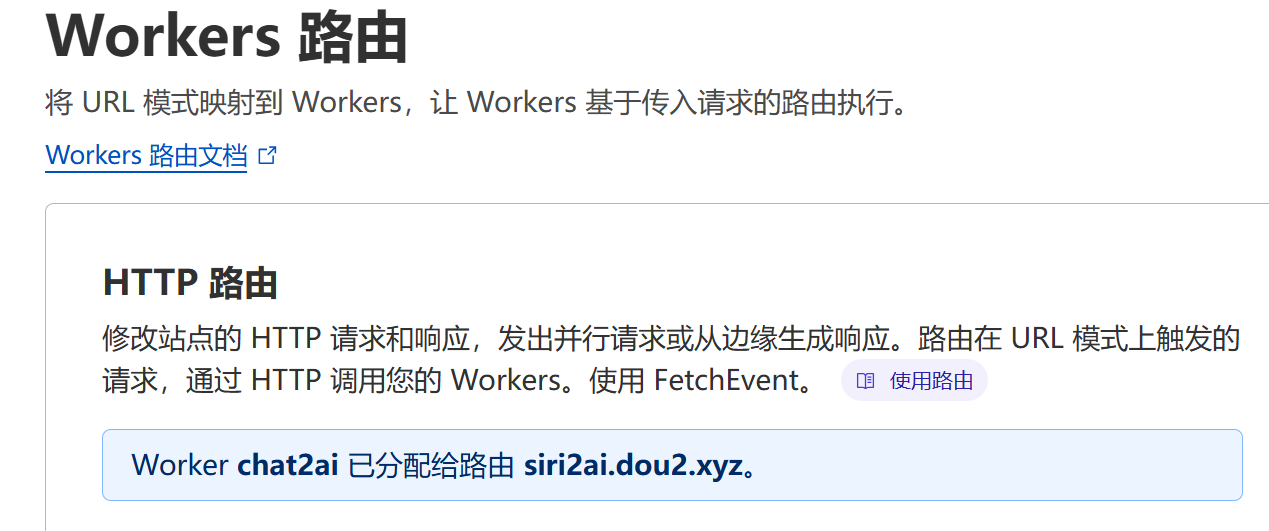 Workers 路由
将 URL 模式映射到 Workers，让 Workers 基于传入请求的路由执行。
Workers 路由文档
HTTP 路由
修改站点的 HTTP 请求和响应，发出并行请求或从边缘生成响应。路由在 URL 模式上触发的
请求，通过 HTTP 调用您的 Workers。使用 FetchEvent。 使用路由
Worker chat2ai 已分配给路由 siri2ai.dou2.xyz。